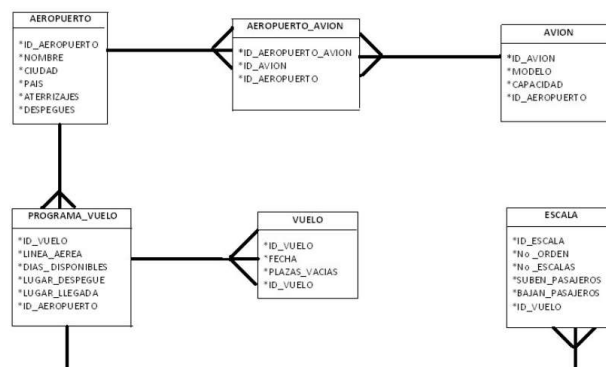 AEROPUERTO
*ID_AEROPUERTO
*NOMBRE
*CIUDAD
*PAIS
*ATERRIZAJES
*DESPEGUES
AEROPUERTO_AVION
*ID_AEROPUERTO_AVION
*ID_AVION
*ID_AEROPUERTO
AVION
*ID_AVION
*MODELO
*CAPACIDAD
*ID_AEROPUERTO
PROGRAMA_VUELO
*ID_VUELO
*LINEA_AEREA
*DIAS_DISPONIBLES
*LUGAR_DESPEGUE
*LUGAR_LLEGADA
*ID_AEROPUERTO
VUELO
*ID_VUELO
*FECHA
*PLAZAS_VACIAS
*ID_VUELO
ESCALA
*ID_ESCALA
*No_ORDEN
*No_ESCALAS
*SUBEN_PASAJEROS
*BAJAN_PASAJEROS
*ID_VUELO